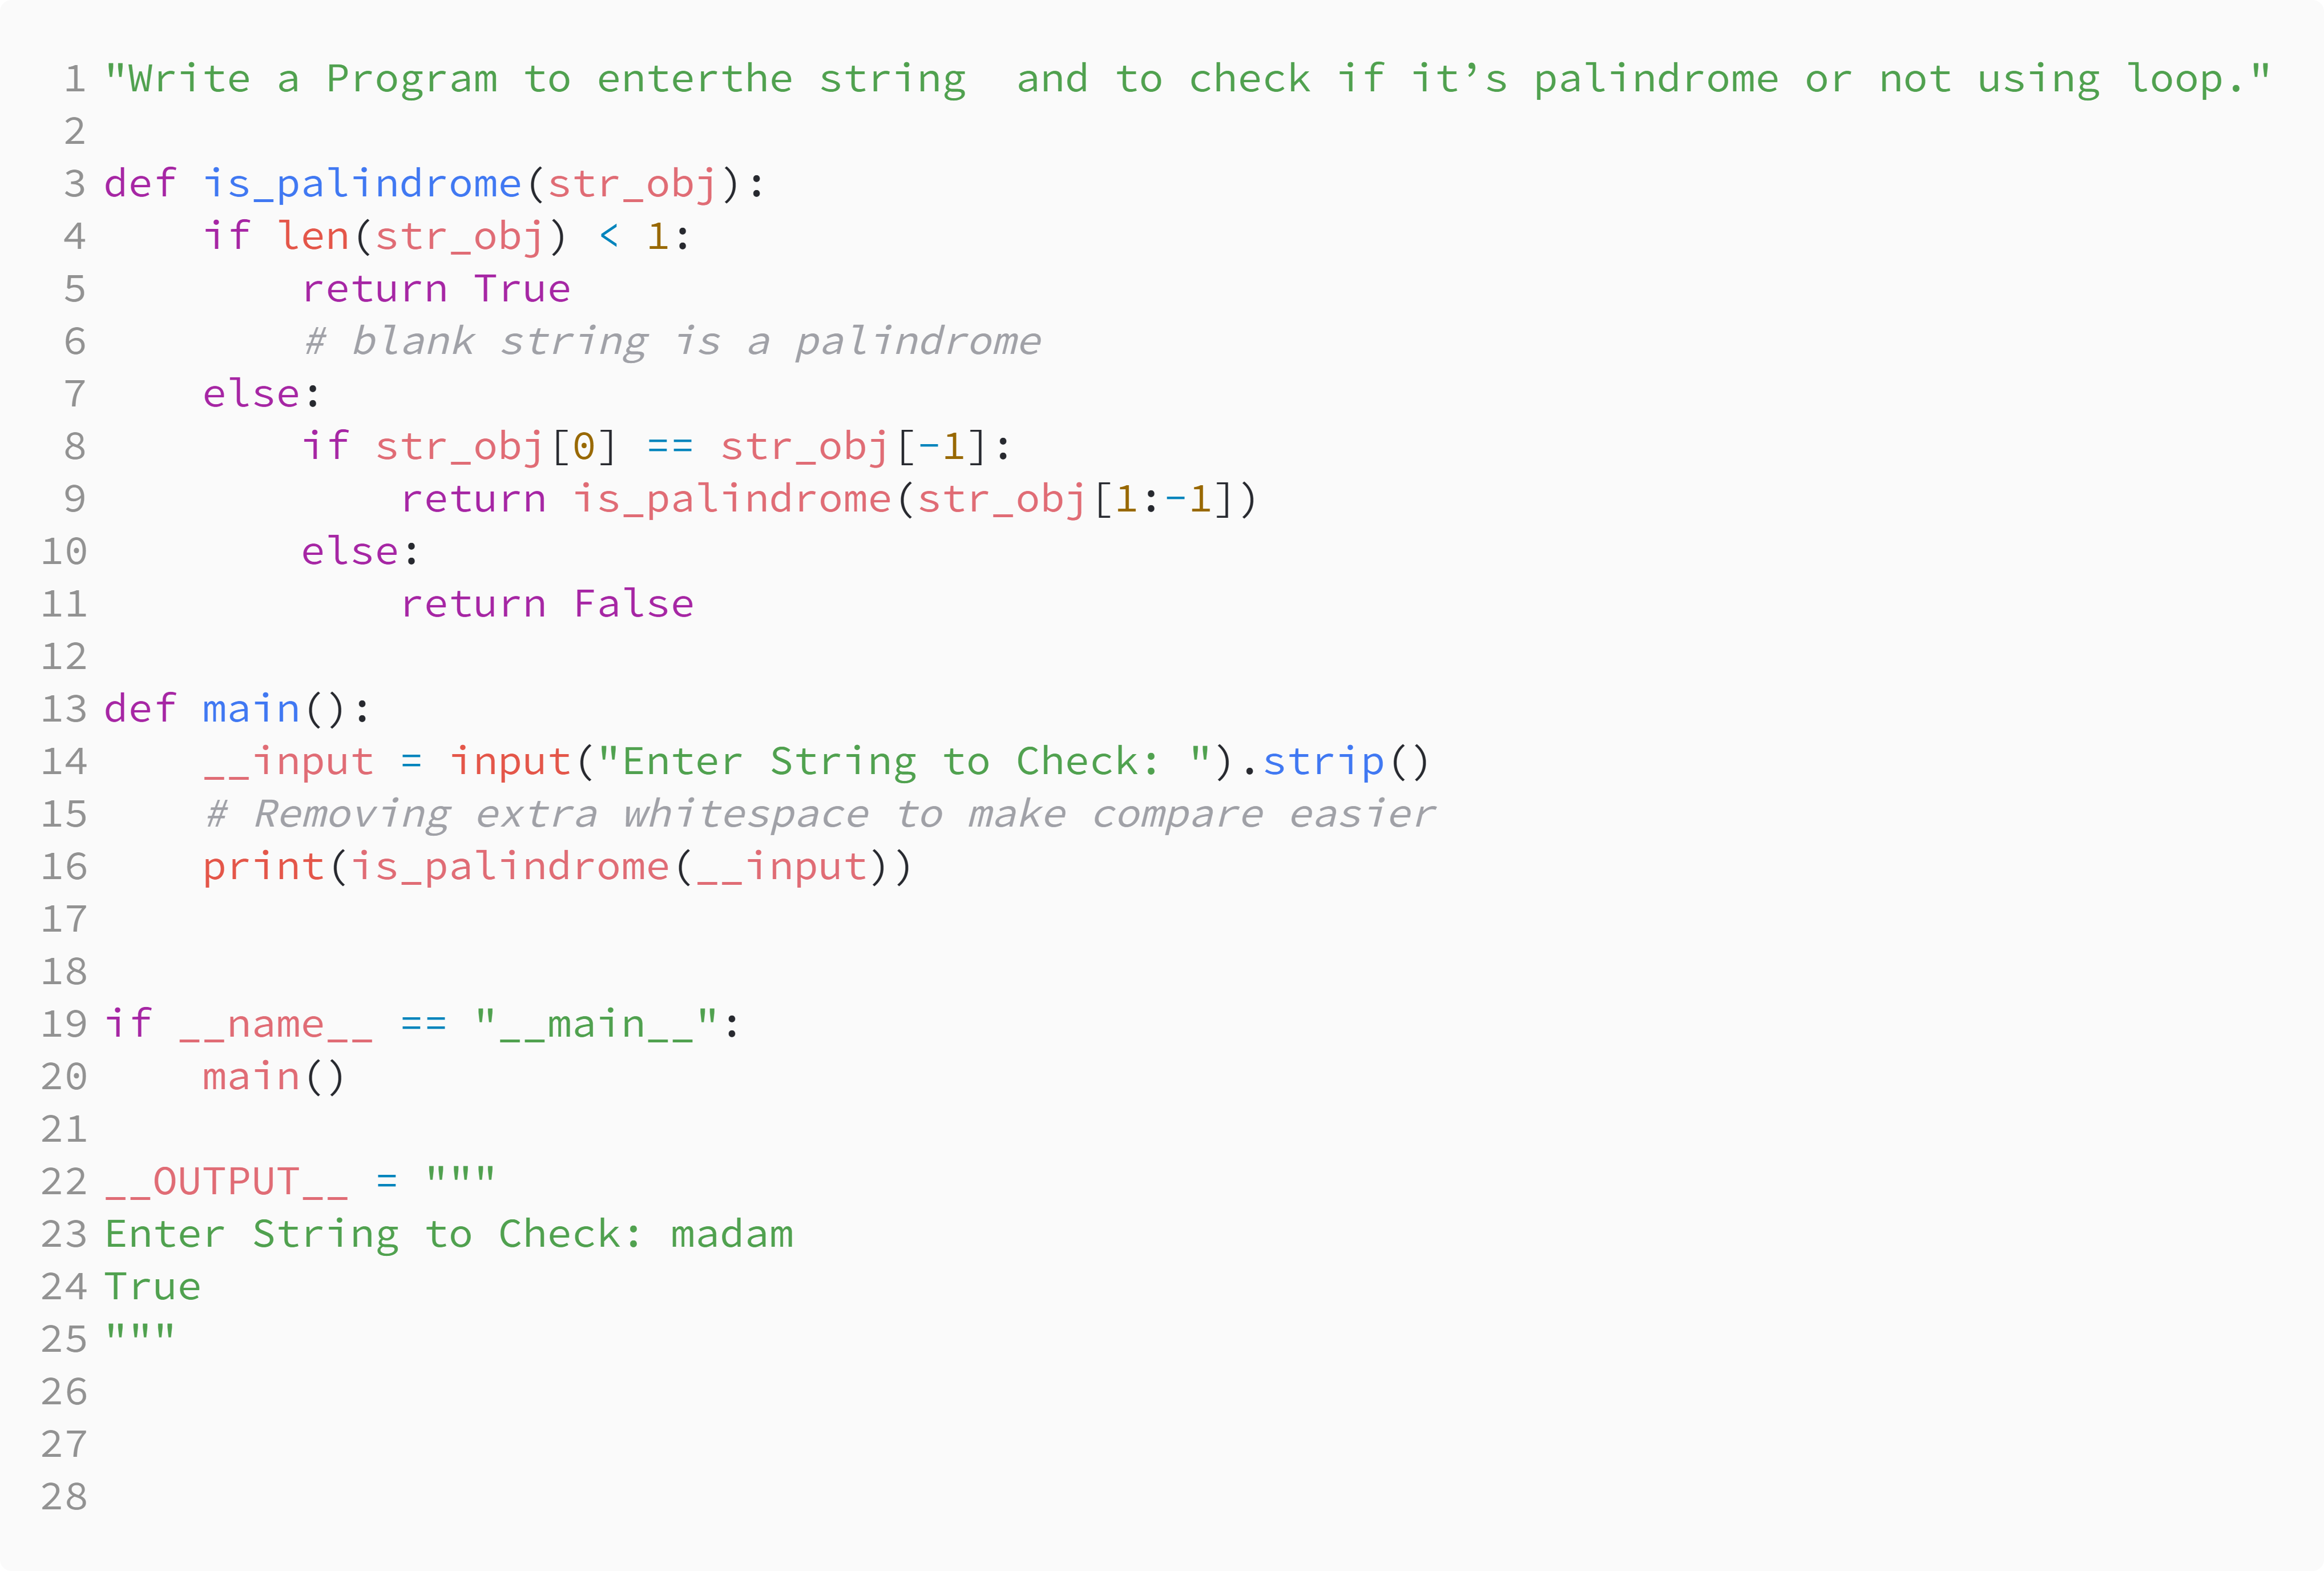 1 "Write a Program to enterthe string  and to check if it’s palindrome or not using loop."
2
3 def is_palindrome(str_obj):
4     if len(str_obj) < 1:
5         return True
6         # blank string is a palindrome
7     else:
8         if str_obj[0] == str_obj[-1]:
9             return is_palindrome(str_obj[1:-1])
10         else:
11             return False
12
13 def main():
14     __input = input("Enter String to Check: ").strip()
15     # Removing extra whitespace to make compare easier
16     print(is_palindrome(__input))
17
18
19 if __name__ == "__main__":
20     main()
21
22 __OUTPUT__ = """
23 Enter String to Check: madam
24 True
25 """
26
27
28